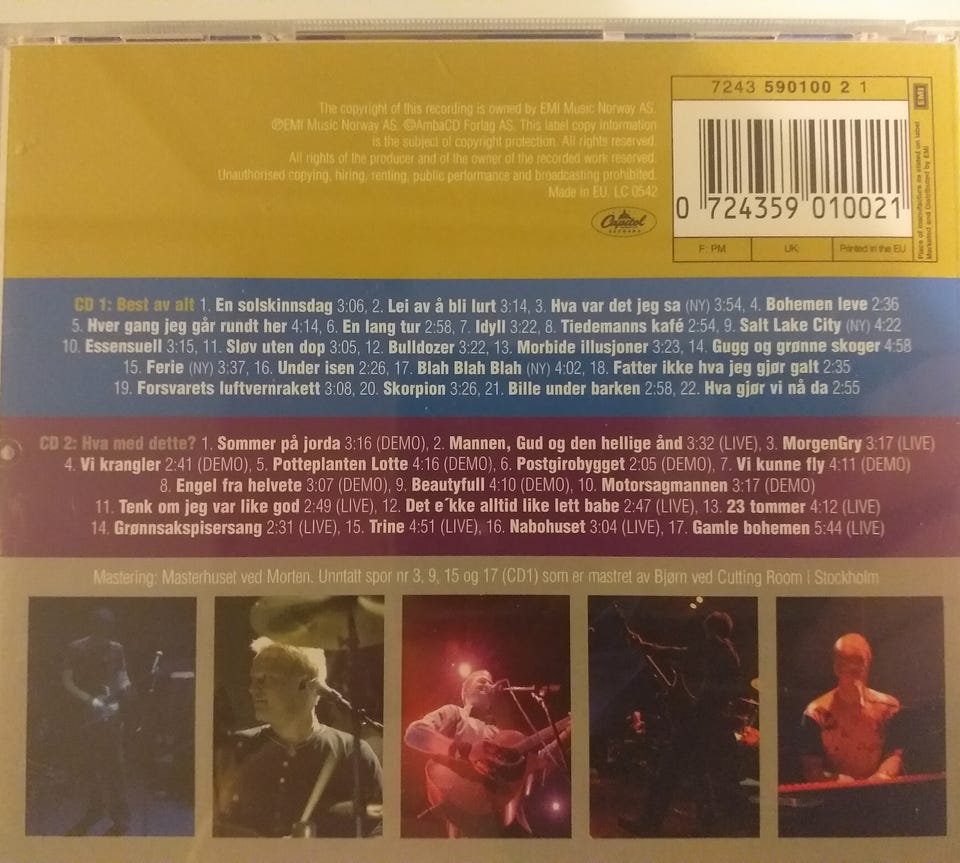 The copyright of this recording is owned by EMI Music Norway AS.
℗EMI Music Norway AS. ©AmbaCD Forlag AS. This label copy information
is the subject of copyright protection. All rights reserved.
All rights of the producer and of the owner of the recorded work reserved.
Unauthorised copying, hiring, renting, public performance and broadcasting prohibited.
Made in EU. LC 0542
Capitol
RECORDS
7243 590100 2 1
EMI
0 724359 010021
Place of manufacture as stated on label
Marketed and Distributed by EMI
F: PM
UK:
Printed in the EU
CD 1: Best av alt 1. En solskinnsdag 3:06, 2. Lei av å bli lurt 3:14, 3. Hva var det jeg sa (NY) 3:54, 4. Bohemen leve 2:36
5. Hver gang jeg går rundt her 4:14, 6. En lang tur 2:58, 7. Idyll 3:22, 8. Tiedemanns kafé 2:54, 9. Salt Lake City (NY) 4:22
10. Essensuell 3:15, 11. Sløv uten dop 3:05, 12. Bulldozer 3:22, 13. Morbide illusjoner 3:23, 14. Gugg og grønne skoger 4:58
15. Ferie (NY) 3:37, 16. Under isen 2:26, 17. Blah Blah Blah (NY) 4:02, 18. Fatter ikke hva jeg gjør galt 2:35
19. Forsvarets luftvernrakett 3:08, 20. Skorpion 3:26, 21. Bille under barken 2:58, 22. Hva gjør vi nå da 2:55
CD 2: Hva med dette? 1. Sommer på jorda 3:16 (DEMO), 2. Mannen, Gud og den hellige ånd 3:32 (LIVE), 3. MorgenGry 3:17 (LIVE)
4. Vi krangler 2:41 (DEMO), 5. Potteplanten Lotte 4:16 (DEMO), 6. Postgirobygget 2:05 (DEMO), 7. Vi kunne fly 4:11 (DEMO)
8. Engel fra helvete 3:07 (DEMO), 9. Beautyfull 4:10 (DEMO), 10. Motorsagmannen 3:17 (DEMO)
11. Tenk om jeg var like god 2:49 (LIVE), 12. Det e´kke alltid like lett babe 2:47 (LIVE), 13. 23 tommer 4:12 (LIVE)
14. Grønnsakspisersang 2:31 (LIVE), 15. Trine 4:51 (LIVE), 16. Nabohuset 3:04 (LIVE), 17. Gamle bohemen 5:44 (LIVE)
Mastering: Masterhuset ved Morten. Unntalt spor nr 3, 9, 15 og 17 (CD1) som er mastret av Bjørn ved Cutting Room i Stockholm